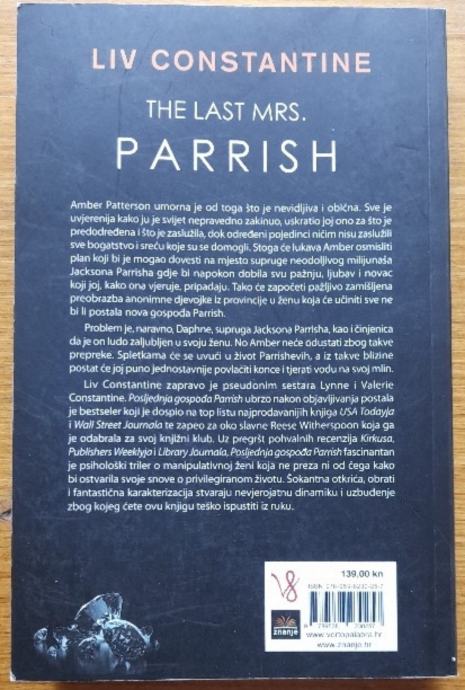 LIV CONSTANTINE
THE LAST MRS.
PARRISH
Amber Patterson umorna je od toga što je nevidljiva i obična. Sve je
uvjerenija kako ju je svijet nepravedno zakinuo, uskratio joj ono za što je
predodređena i što je zaslužila, dok određeni pojedinci ničim nisu zaslužili
sve bogatstvo i sreću koje su se domogli. Stoga će lukava Amber osmisliti
plan koji bi je mogao dovesti na mjesto supruge neodoljivog milijunaša
Jacksona Parrisha gdje bi napokon dobila svu pažnju, ljubav i novac
koji joj, kako ona vjeruje, pripadaju. Tako će započeti pažljivo zamišljena
preobrazba anonimne djevojke iz provincije u ženu koja će učiniti sve ne
bi li postala nova gospođa Parrish.
Problem je, naravno, Daphne, supruga Jacksona Parrisha, kao i činjenica
da je on ludo zaljubljen u svoju ženu. No Amber neće odustati zbog takve
prepreke. Spletkama će se uvući u život Parrishevih, a iz takve blizine
postat će joj puno jednostavnije povlačiti konce i tjerati vodu na svoj mlin.
Liv Constantine zapravo je pseudonim sestara Lynne i Valerie
Constantine. Posljednja gospođa Parrish ubrzo nakon objavljivanja postala
je bestseler koji je dospio na top listu najprodavanijih knjiga USA Todayja
i Wall Street Journala te zapeo za oko slavne Reese Witherspoon koja ga
je odabrala za svoj knjižni klub. Uz pregršt pohvalnih recenzija Kirkusa,
Publishers Weeklyja i Library Journala, Posljednja gospođa Parrish fascinantan
je psihološki triler o manipulativnoj ženi koja ne preza ni od čega kako
bi ostvarila svoje snove o privilegiranom životu. Šokantna otkrića, obrati
i fantastična karakterizacija stvaraju nevjerojatnu dinamiku i uzbuđenje
zbog kojeg ćete ovu knjigu teško ispustiti iz ruku.
139,00 kn
ISBN
znanje
www.vertopalabra.hr
www.znanje.hr